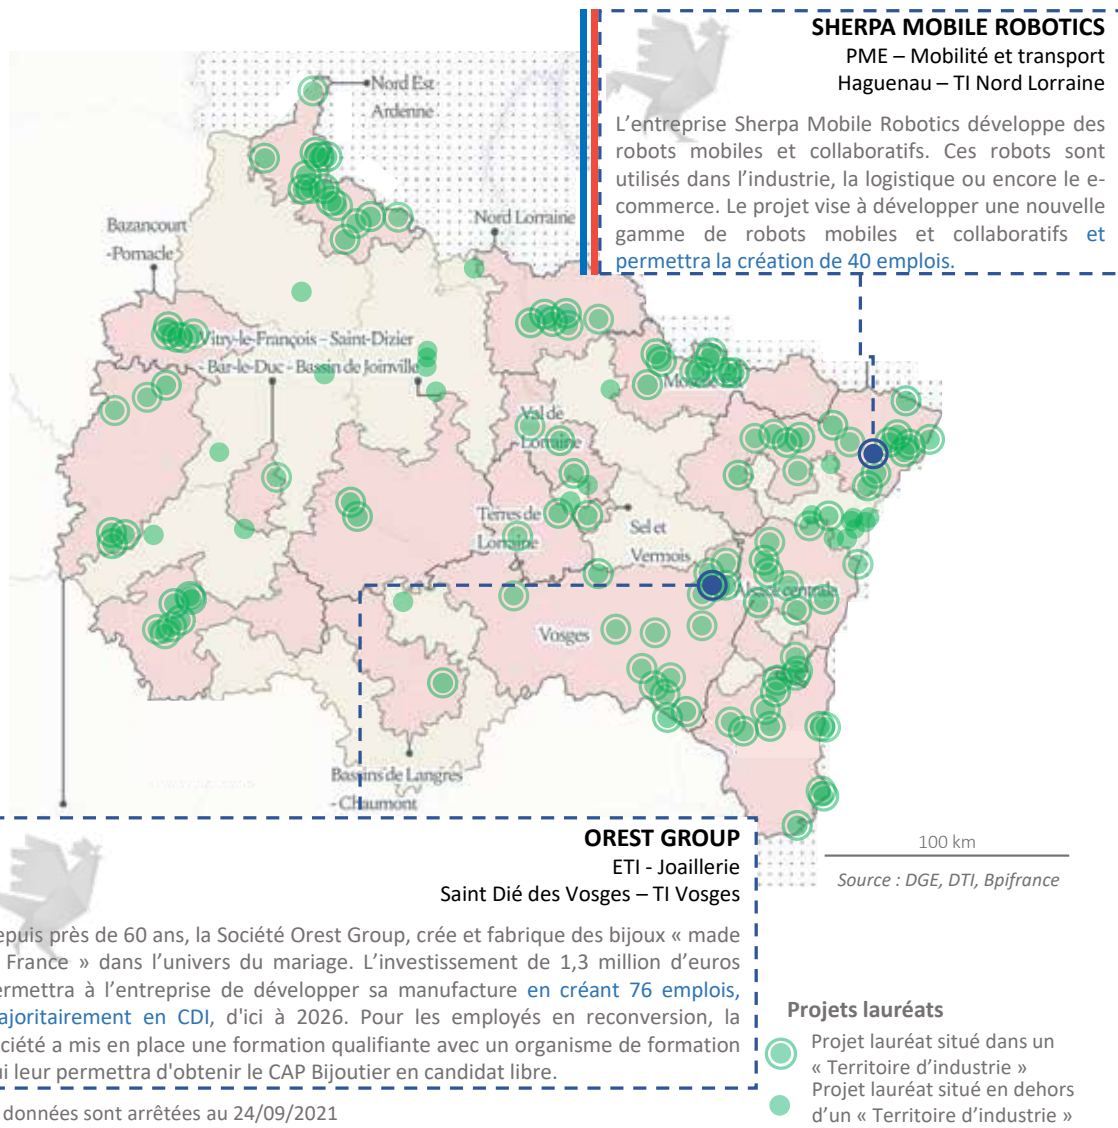 SHERPA MOBILE ROBOTICS
PME – Mobilité et transport
Haguenau – TI Nord Lorraine
L'entreprise Sherpa Mobile Robotics développe des
robots mobiles et collaboratifs. Ces robots sont
utilisés dans l'industrie, la logistique ou encore le e-
commerce. Le projet vise à développer une nouvelle
gamme de robots mobiles et collaboratifs et
permettra la création de 40 emplois.
Nord Est
Ardenne
Bazancourt
-Pomacle
Nord Lorraine
Vitry-le-François - Saint-Dizier
- Bar-le-Duc - Bassin de Joinville
Val de
Lorraine
Terres de
Lorraine
Sel et
Vermois
Alsace centrale
Vosges
Bassins de Langres
- Chaumont
100 km
Source : DGE, DTI, Bpifrance
OREST GROUP
ETI - Joaillerie
Saint Dié des Vosges – TI Vosges
epuis près de 60 ans, la Société Orest Group, crée et fabrique des bijoux « made
France » dans l'univers du mariage. L'investissement de 1,3 million d'euros
ermettra à l'entreprise de développer sa manufacture en créant 76 emplois,
ajoritairement en CDI, d'ici à 2026. Pour les employés en reconversion, la
ociété a mis en place une formation qualifiante avec un organisme de formation
ui leur permettra d'obtenir le CAP Bijoutier en candidat libre.
données sont arrêtées au 24/09/2021
Projets lauréats
Projet lauréat situé dans un
« Territoire d'industrie »
Projet lauréat situé en dehors
d'un « Territoire d'industrie »